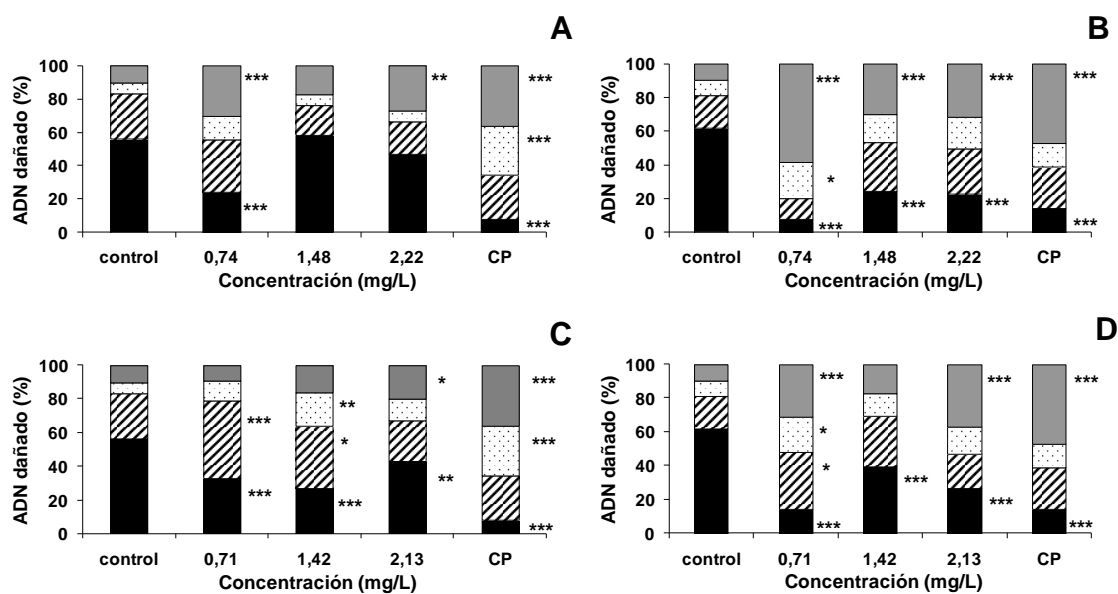 A
ADN dañado (%)
100
80
60
40
20
0
*** ** ***
***
*** ***
control 0,74 1,48 2,22 CP
Concentración (mg/L)
B
ADN dañado (%)
100
80
60
40
20
0
*** *** *** ***
*
*** *** *** ***
control 0,74 1,48 2,22 CP
Concentración (mg/L)
C
ADN dañado (%)
100
80
60
40
20
0
* ***
*** ** ***
*
*** *** ** ***
control 0,71 1,42 2,13 CP
Concentración (mg/L)
D
ADN dañado (%)
100
80
60
40
20
0
*** *** ***
*
*
*** *** *** ***
control 0,71 1,42 2,13 CP
Concentración (mg/L)